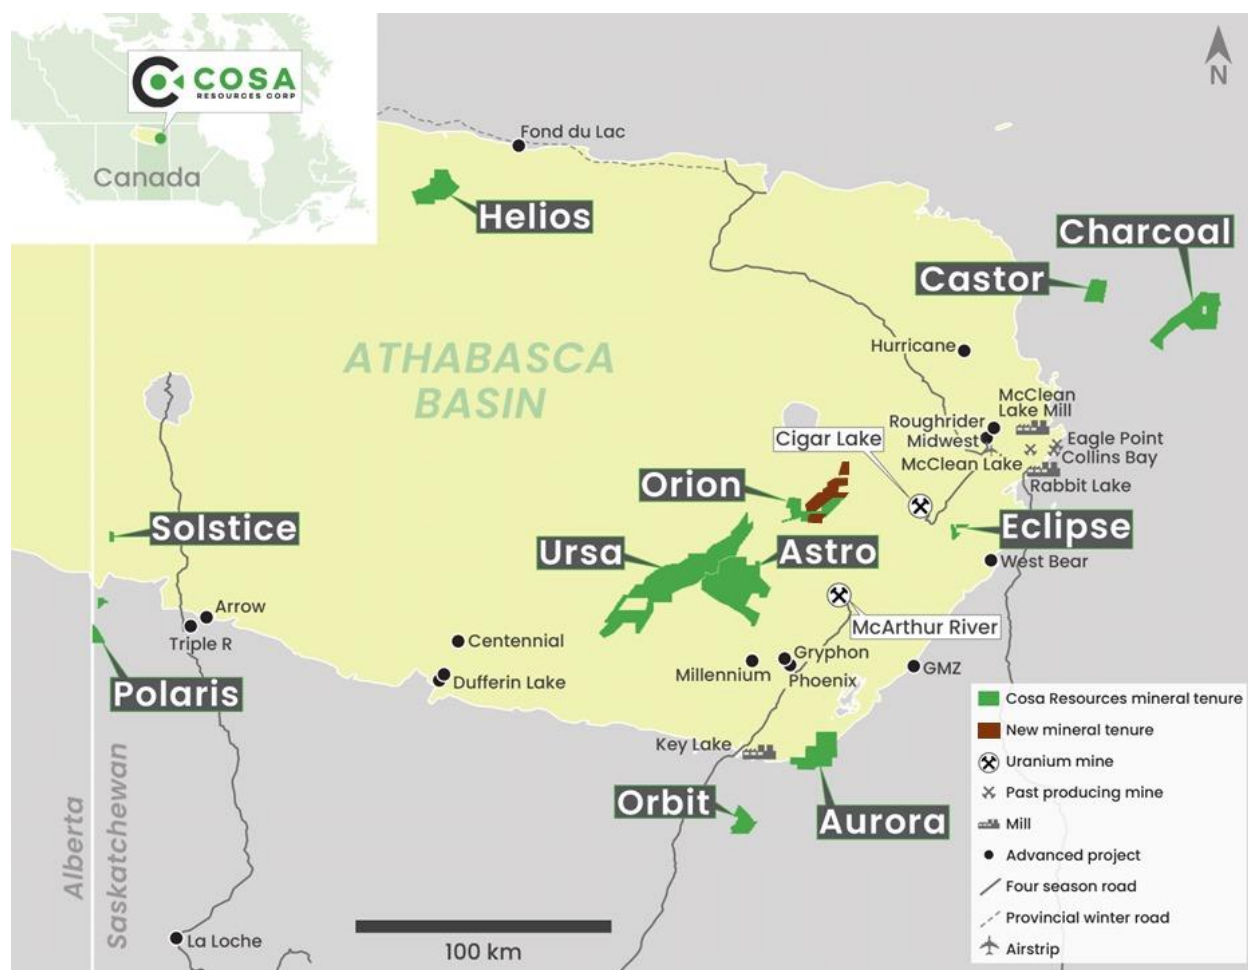 COSA
RESOURCES CORP
Canada
N
Fond du Lac
Helios
Charcoal
Castor
ATHABASCA
BASIN
Hurricane
McClean
Lake Mill
Roughrider
Midwest
Cigar Lake
Eagle Point
McClean Lake
Collins Bay
Rabbit Lake
Orion
Solstice
Ursa
Astro
Eclipse
West Bear
Arrow
Triple R
McArthur River
Centennial
Gryphon
Millennium
Phoenix
GMZ
Dufferin Lake
Polaris
Key Lake
Orbit
Aurora
Alberta
Saskatchewan
La Loche
100 km
Cosa Resources mineral tenure
New mineral tenure
Uranium mine
Past producing mine
Mill
Advanced project
Four season road
Provincial winter road
Airstrip